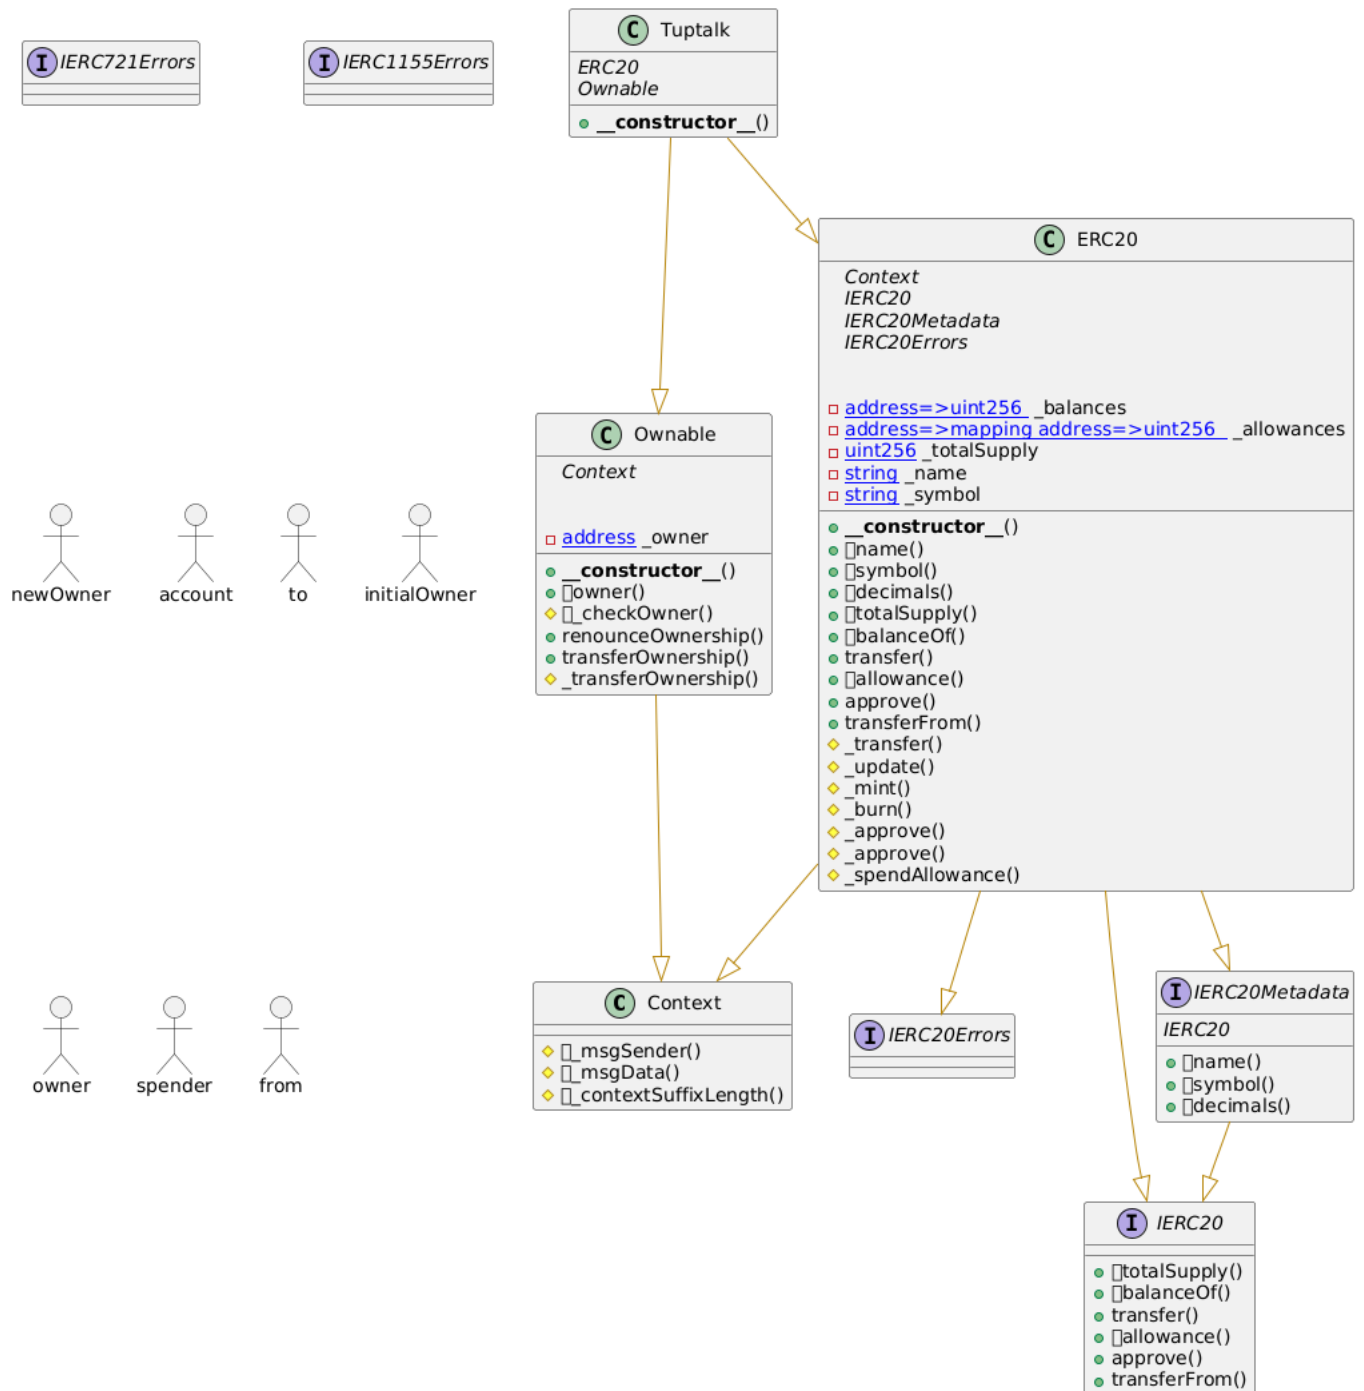 I IERC721Errors
I IERC1155Errors
C Tuptalk
ERC20
Ownable
__constructor__()
C ERC20
Context
IERC20
IERC20Metadata
IERC20Errors
address=>uint256 _balances
address=>mapping address=>uint256 _allowances
uint256 _totalSupply
string _name
string _symbol
__constructor__()
name()
symbol()
decimals()
totalSupply()
balanceOf()
transfer()
allowance()
approve()
transferFrom()
_transfer()
_update()
_mint()
_burn()
_approve()
_approve()
_spendAllowance()
C Ownable
Context
address _owner
__constructor__()
owner()
_checkOwner()
renounceOwnership()
transferOwnership()
_transferOwnership()
newOwner
account
to
initialOwner
owner
spender
from
C Context
_msgSender()
_msgData()
_contextSuffixLength()
I IERC20Errors
I IERC20Metadata
IERC20
name()
symbol()
decimals()
I IERC20
totalSupply()
balanceOf()
transfer()
allowance()
approve()
transferFrom()